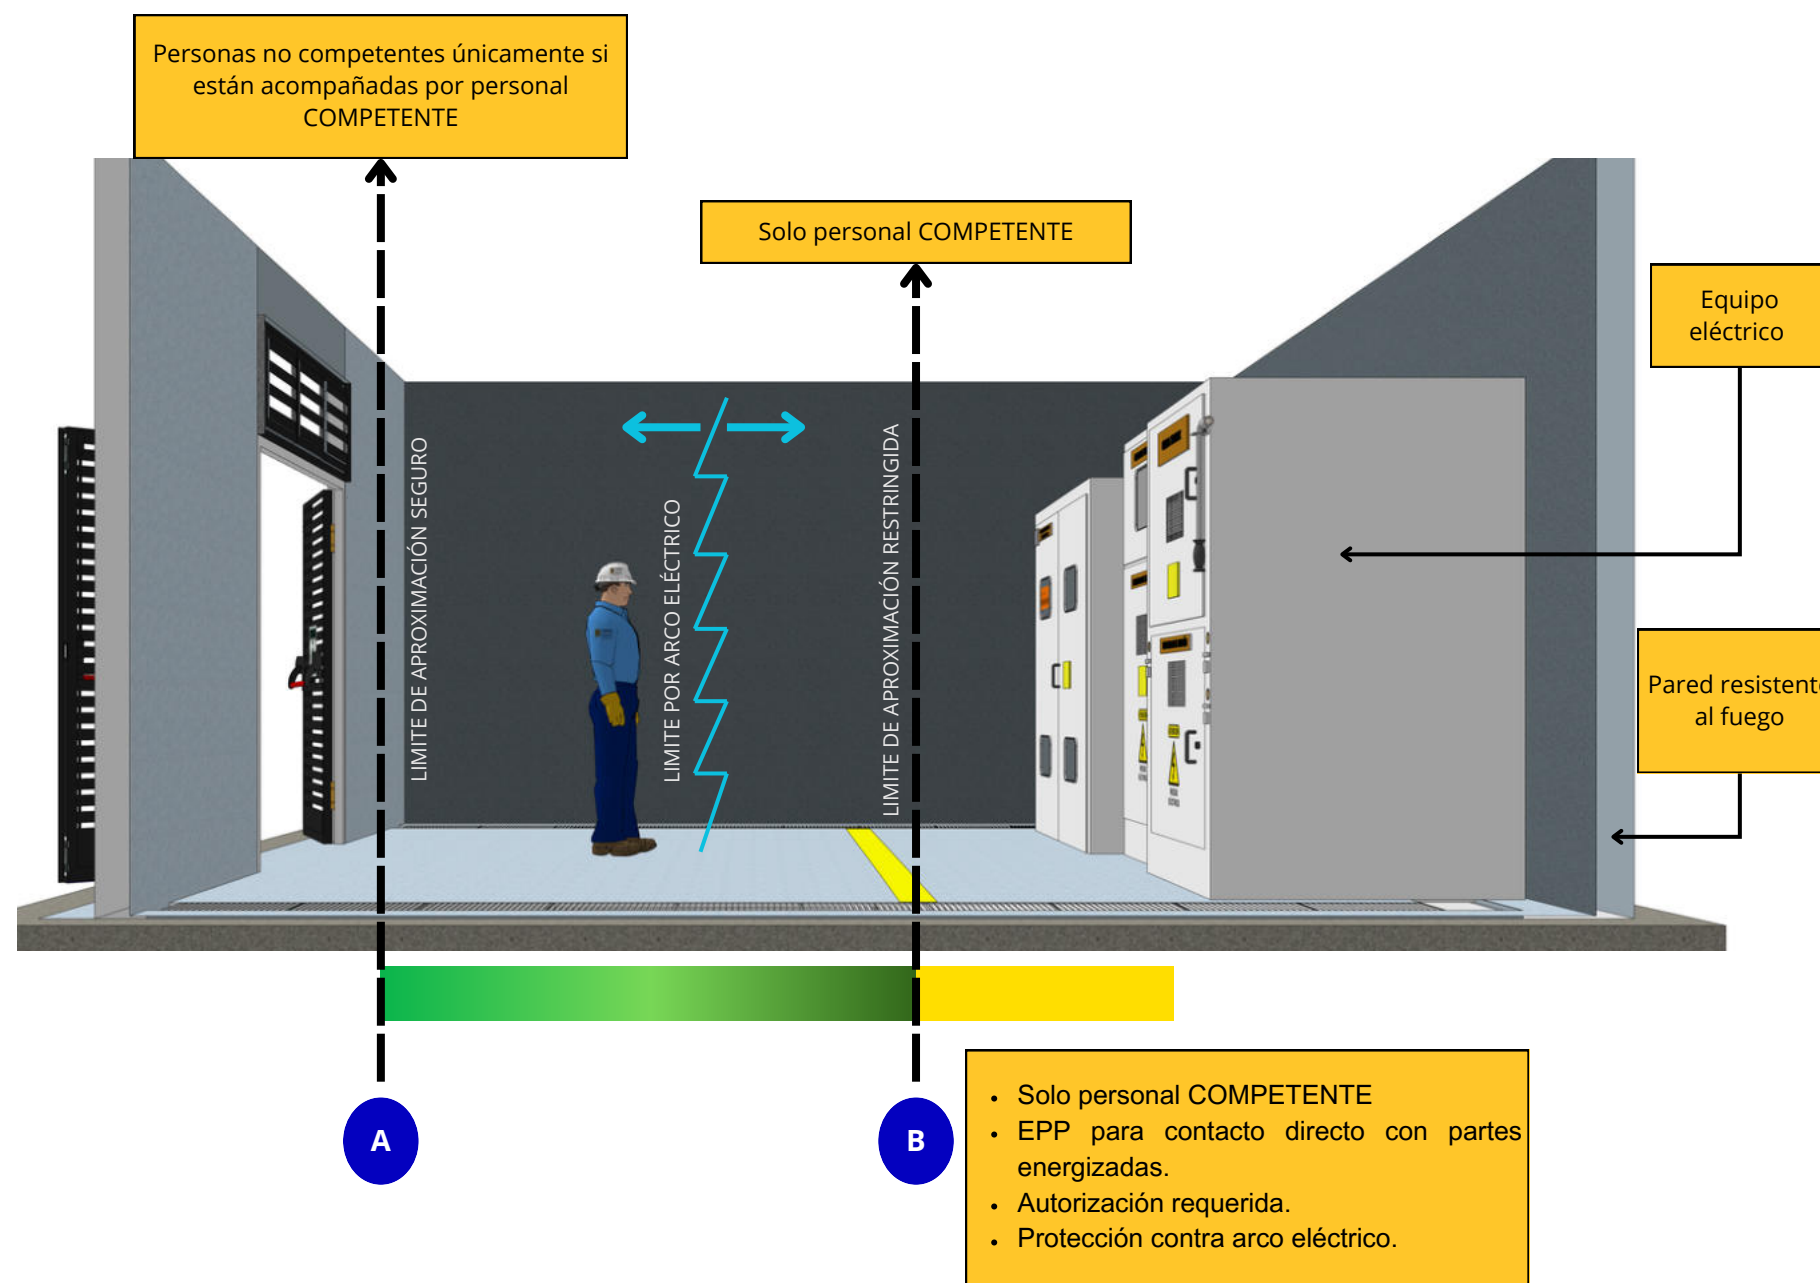 Personas no competentes únicamente si
están acompañadas por personal
COMPETENTE
Solo personal COMPETENTE
Equipo
eléctrico
LIMITE DE APROXIMACIÓN SEGURO
LIMITE POR ARCO ELÉCTRICO
LIMITE DE APROXIMACIÓN RESTRINGIDA
Pared resistente
al fuego
A
B
• Solo personal COMPETENTE
• EPP para contacto directo con partes
energizadas.
• Autorización requerida.
• Protección contra arco eléctrico.